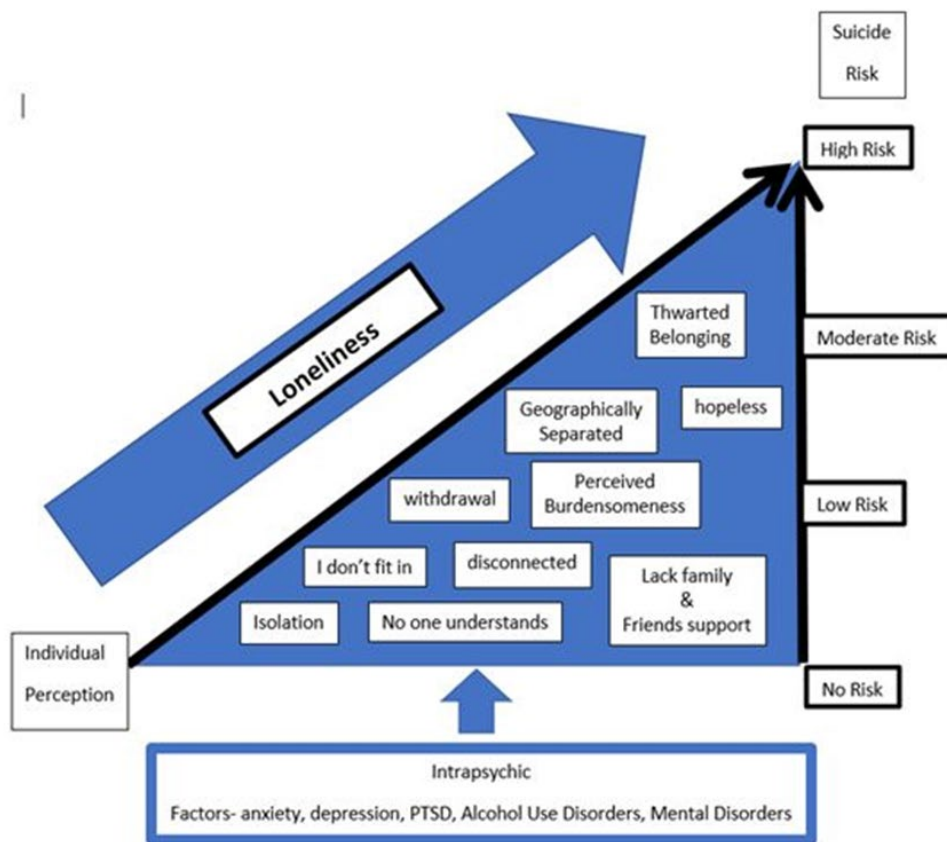 Suicide
Risk
High Risk
Loneliness
Thwarted
Belonging
Moderate Risk
Geographically
Separated
hopeless
withdrawal
Perceived
Burdensomeness
Low Risk
I don't fit in
disconnected
Lack family
&
Friends support
Isolation
No one understands
Individual
Perception
No Risk
Intrapsychic
Factors- anxiety, depression, PTSD, Alcohol Use Disorders, Mental Disorders